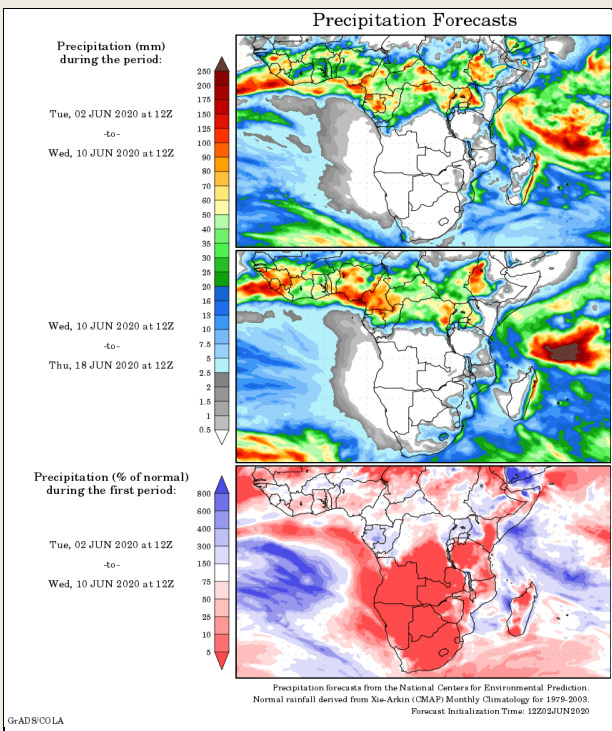 Precipitation Forecasts
Precipitation (mm)
during the period:
Tue, 02 JUN 2020 at 12Z
-to-
Wed, 10 JUN 2020 at 12Z
250
200
175
150
125
100
90
80
70
60
50
40
35
30
25
20
16
13
10
7.5
5
2.5
2
1.5
1
0.5
Wed, 10 JUN 2020 at 12Z
-to-
Thu, 18 JUN 2020 at 12Z
Precipitation (% of normal)
during the first period:
Tue, 02 JUN 2020 at 12Z
-to-
Wed, 10 JUN 2020 at 12Z
800
600
400
300
150
75
50
25
10
5
Precipitation forecasts from the National Centers for Environmental Prediction.
Normal rainfall derived from Xie-Arkin (CMAP) Monthly Climatology for 1979-2003.
Forecast Initialization Time: 12Z02JUN2020
GrADS/COLA